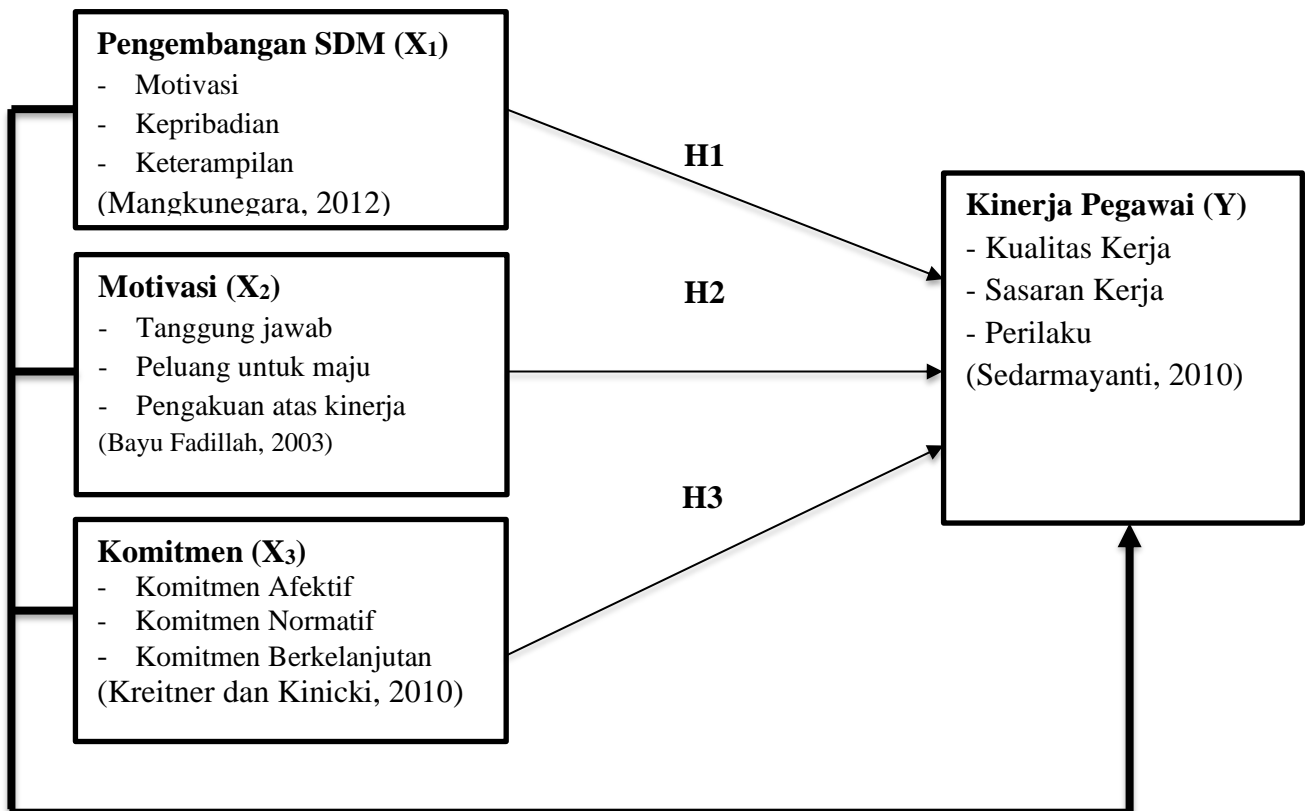 Pengembangan SDM (X₁)
- Motivasi
- Kepribadian
- Keterampilan
(Mangkunegara, 2012)
H1
Motivasi (X₂)
- Tanggung jawab
- Peluang untuk maju
- Pengakuan atas kinerja
(Bayu Fadillah, 2003)
H2
Komitmen (X₃)
- Komitmen Afektif
- Komitmen Normatif
- Komitmen Berkelanjutan
(Kreitner dan Kinicki, 2010)
H3
Kinerja Pegawai (Y)
- Kualitas Kerja
- Sasaran Kerja
- Perilaku
(Sedarmayanti, 2010)